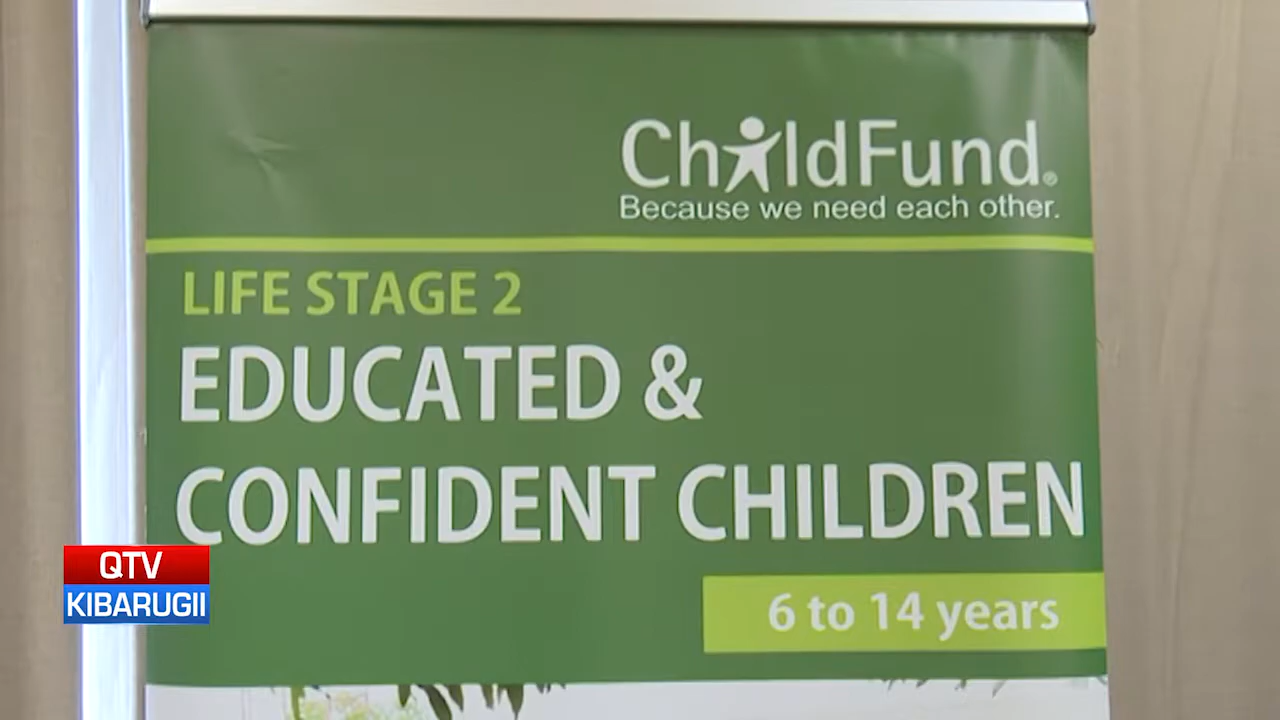 ChildFund®
Because we need each other.
LIFE STAGE 2
EDUCATED &
CONFIDENT CHILDREN
6 to 14 years
QTV
KIBARUGII